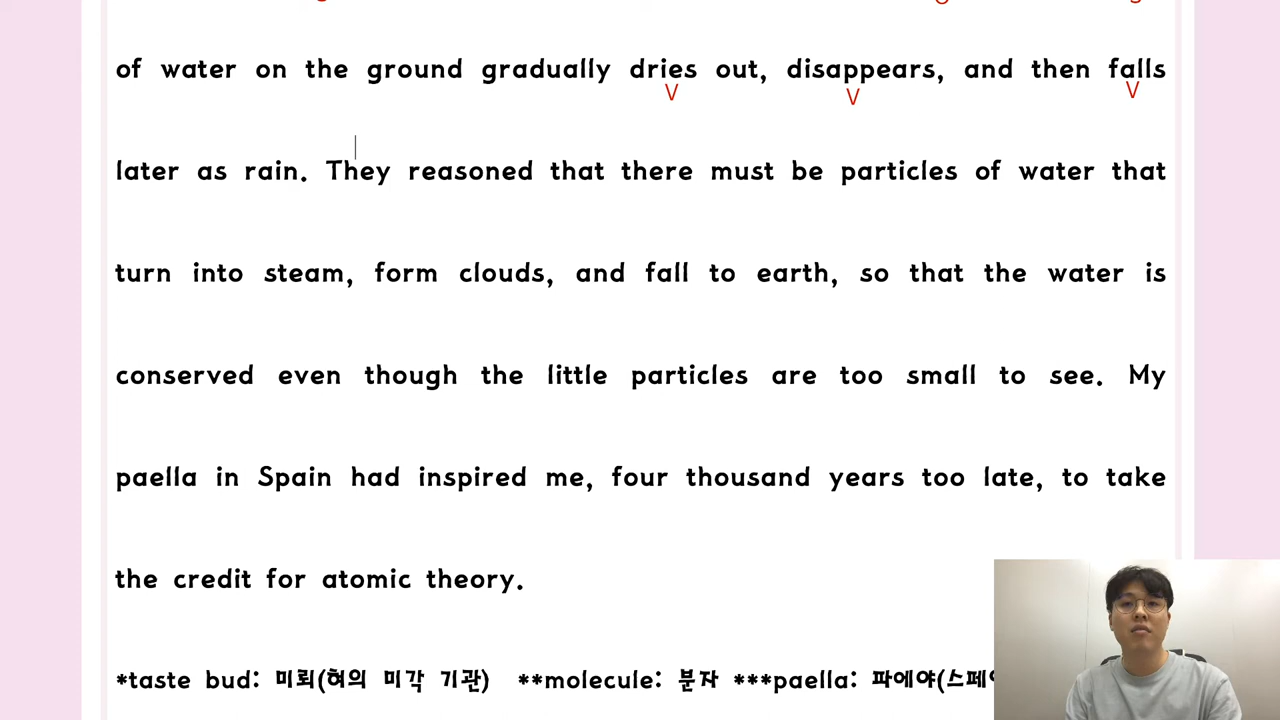 of water on the ground gradually dries out, disappears, and then falls
V V V
later as rain. They reasoned that there must be particles of water that
turn into steam, form clouds, and fall to earth, so that the water is
conserved even though the little particles are too small to see. My
paella in Spain had inspired me, four thousand years too late, to take
the credit for atomic theory.
*taste bud: 미뢰(혀의 미각 기관) **molecule: 분자 ***paella: 파에야(스페